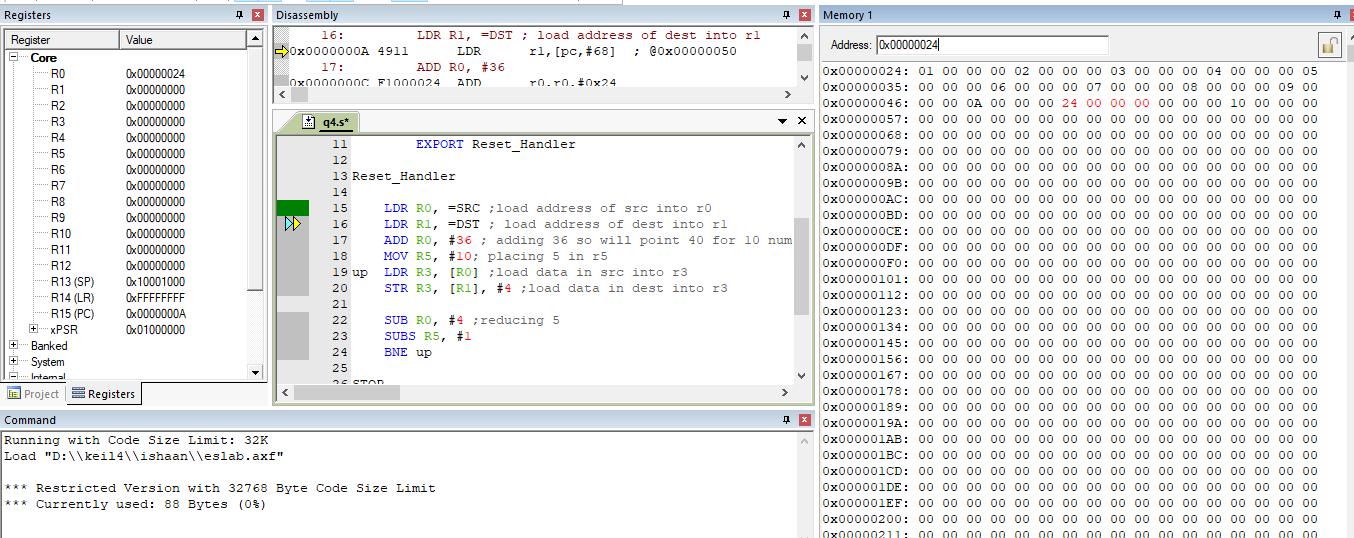 Registers
Register Value
Core
R0 0x00000024
R1 0x00000000
R2 0x00000000
R3 0x00000000
R4 0x00000000
R5 0x00000000
R6 0x00000000
R7 0x00000000
R8 0x00000000
R9 0x00000000
R10 0x00000000
R11 0x00000000
R12 0x00000000
R13 (SP) 0x10001000
R14 (LR) 0xFFFFFFFF
R15 (PC) 0x0000000A
xPSR 0x01000000
Banked
System
Internal
Project Registers
Disassembly
16: LDR R1, =DST ; load address of dest into r1
0x0000000A 4911 LDR r1,[pc,#68] ; @0x00000050
17: ADD R0, #36
0x0000000C F1000024 ADD r0,r0,#0x24
q4.s*
11 EXPORT Reset_Handler
12
13 Reset_Handler
14
15 LDR R0, =SRC ;load address of src into r0
16 LDR R1, =DST ; load address of dest into r1
17 ADD R0, #36 ; adding 36 so will point 40 for 10 num
18 MOV R5, #10; placing 5 in r5
19 up LDR R3, [R0] ;load data in src into r3
20 STR R3, [R1], #4 ;load data in dest into r3
21
22 SUB R0, #4 ;reducing 5
23 SUBS R5, #1
24 BNE up
25
26 STOP
Command
Running with Code Size Limit: 32K
Load "D:\\keil4\\ishaan\\eslab.axf"
*** Restricted Version with 32768 Byte Code Size Limit
*** Currently used: 88 Bytes (0%)
Memory 1
Address: 0x00000024
0x00000024: 01 00 00 00 02 00 00 00 03 00 00 00 04 00 00 00 05
0x00000035: 00 00 00 06 00 00 00 07 00 00 00 08 00 00 00 09 00
0x00000046: 00 00 0A 00 00 00 24 00 00 00 00 00 00 10 00 00 00
0x00000057: 00 00 00 00 00 00 00 00 00 00 00 00 00 00 00 00 00
0x00000068: 00 00 00 00 00 00 00 00 00 00 00 00 00 00 00 00 00
0x00000079: 00 00 00 00 00 00 00 00 00 00 00 00 00 00 00 00 00
0x0000008A: 00 00 00 00 00 00 00 00 00 00 00 00 00 00 00 00 00
0x0000009B: 00 00 00 00 00 00 00 00 00 00 00 00 00 00 00 00 00
0x000000AC: 00 00 00 00 00 00 00 00 00 00 00 00 00 00 00 00 00
0x000000BD: 00 00 00 00 00 00 00 00 00 00 00 00 00 00 00 00 00
0x000000CE: 00 00 00 00 00 00 00 00 00 00 00 00 00 00 00 00 00
0x000000DF: 00 00 00 00 00 00 00 00 00 00 00 00 00 00 00 00 00
0x000000F0: 00 00 00 00 00 00 00 00 00 00 00 00 00 00 00 00 00
0x00000101: 00 00 00 00 00 00 00 00 00 00 00 00 00 00 00 00 00
0x00000112: 00 00 00 00 00 00 00 00 00 00 00 00 00 00 00 00 00
0x00000123: 00 00 00 00 00 00 00 00 00 00 00 00 00 00 00 00 00
0x00000134: 00 00 00 00 00 00 00 00 00 00 00 00 00 00 00 00 00
0x00000145: 00 00 00 00 00 00 00 00 00 00 00 00 00 00 00 00 00
0x00000156: 00 00 00 00 00 00 00 00 00 00 00 00 00 00 00 00 00
0x00000167: 00 00 00 00 00 00 00 00 00 00 00 00 00 00 00 00 00
0x00000178: 00 00 00 00 00 00 00 00 00 00 00 00 00 00 00 00 00
0x00000189: 00 00 00 00 00 00 00 00 00 00 00 00 00 00 00 00 00
0x0000019A: 00 00 00 00 00 00 00 00 00 00 00 00 00 00 00 00 00
0x000001AB: 00 00 00 00 00 00 00 00 00 00 00 00 00 00 00 00 00
0x000001BC: 00 00 00 00 00 00 00 00 00 00 00 00 00 00 00 00 00
0x000001CD: 00 00 00 00 00 00 00 00 00 00 00 00 00 00 00 00 00
0x000001DE: 00 00 00 00 00 00 00 00 00 00 00 00 00 00 00 00 00
0x000001EF: 00 00 00 00 00 00 00 00 00 00 00 00 00 00 00 00 00
0x00000200: 00 00 00 00 00 00 00 00 00 00 00 00 00 00 00 00 00
0x00000211: 00 00 00 00 00 00 00 00 00 00 00 00 00 00 00 00 00